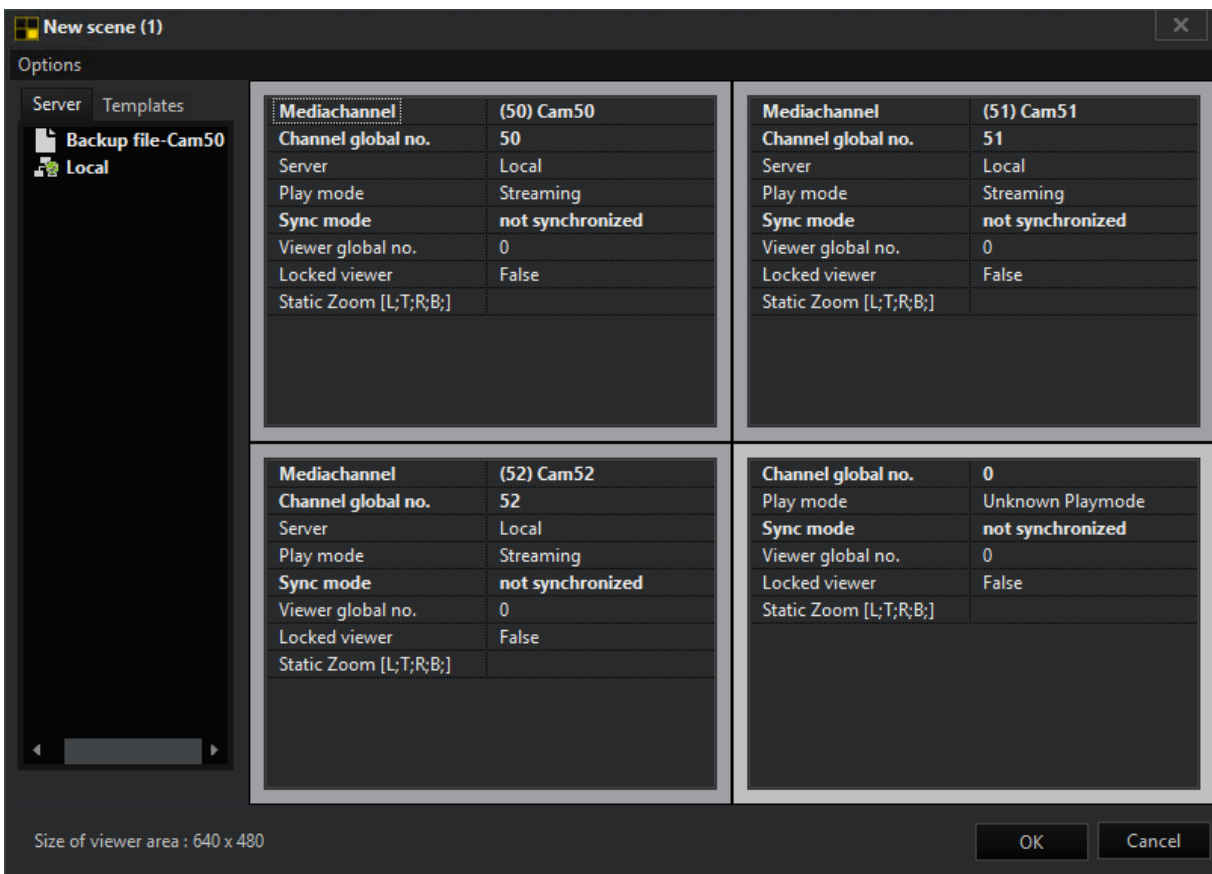 New scene (1)
Options
Server Templates
Backup file-Cam50
Local
Mediachannel (50) Cam50
Channel global no. 50
Server Local
Play mode Streaming
Sync mode not synchronized
Viewer global no. 0
Locked viewer False
Static Zoom [L;T;R;B;]
Mediachannel (51) Cam51
Channel global no. 51
Server Local
Play mode Streaming
Sync mode not synchronized
Viewer global no. 0
Locked viewer False
Static Zoom [L;T;R;B;]
Mediachannel (52) Cam52
Channel global no. 52
Server Local
Play mode Streaming
Sync mode not synchronized
Viewer global no. 0
Locked viewer False
Static Zoom [L;T;R;B;]
Channel global no. 0
Play mode Unknown Playmode
Sync mode not synchronized
Viewer global no. 0
Locked viewer False
Static Zoom [L;T;R;B;]
Size of viewer area : 640 x 480
OK Cancel